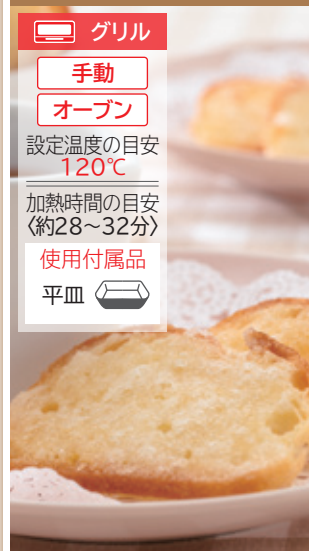 グリル
手動
オーブン
設定温度の目安
120℃
加熱時間の目安
〈約28〜32分〉
使用付属品
平皿